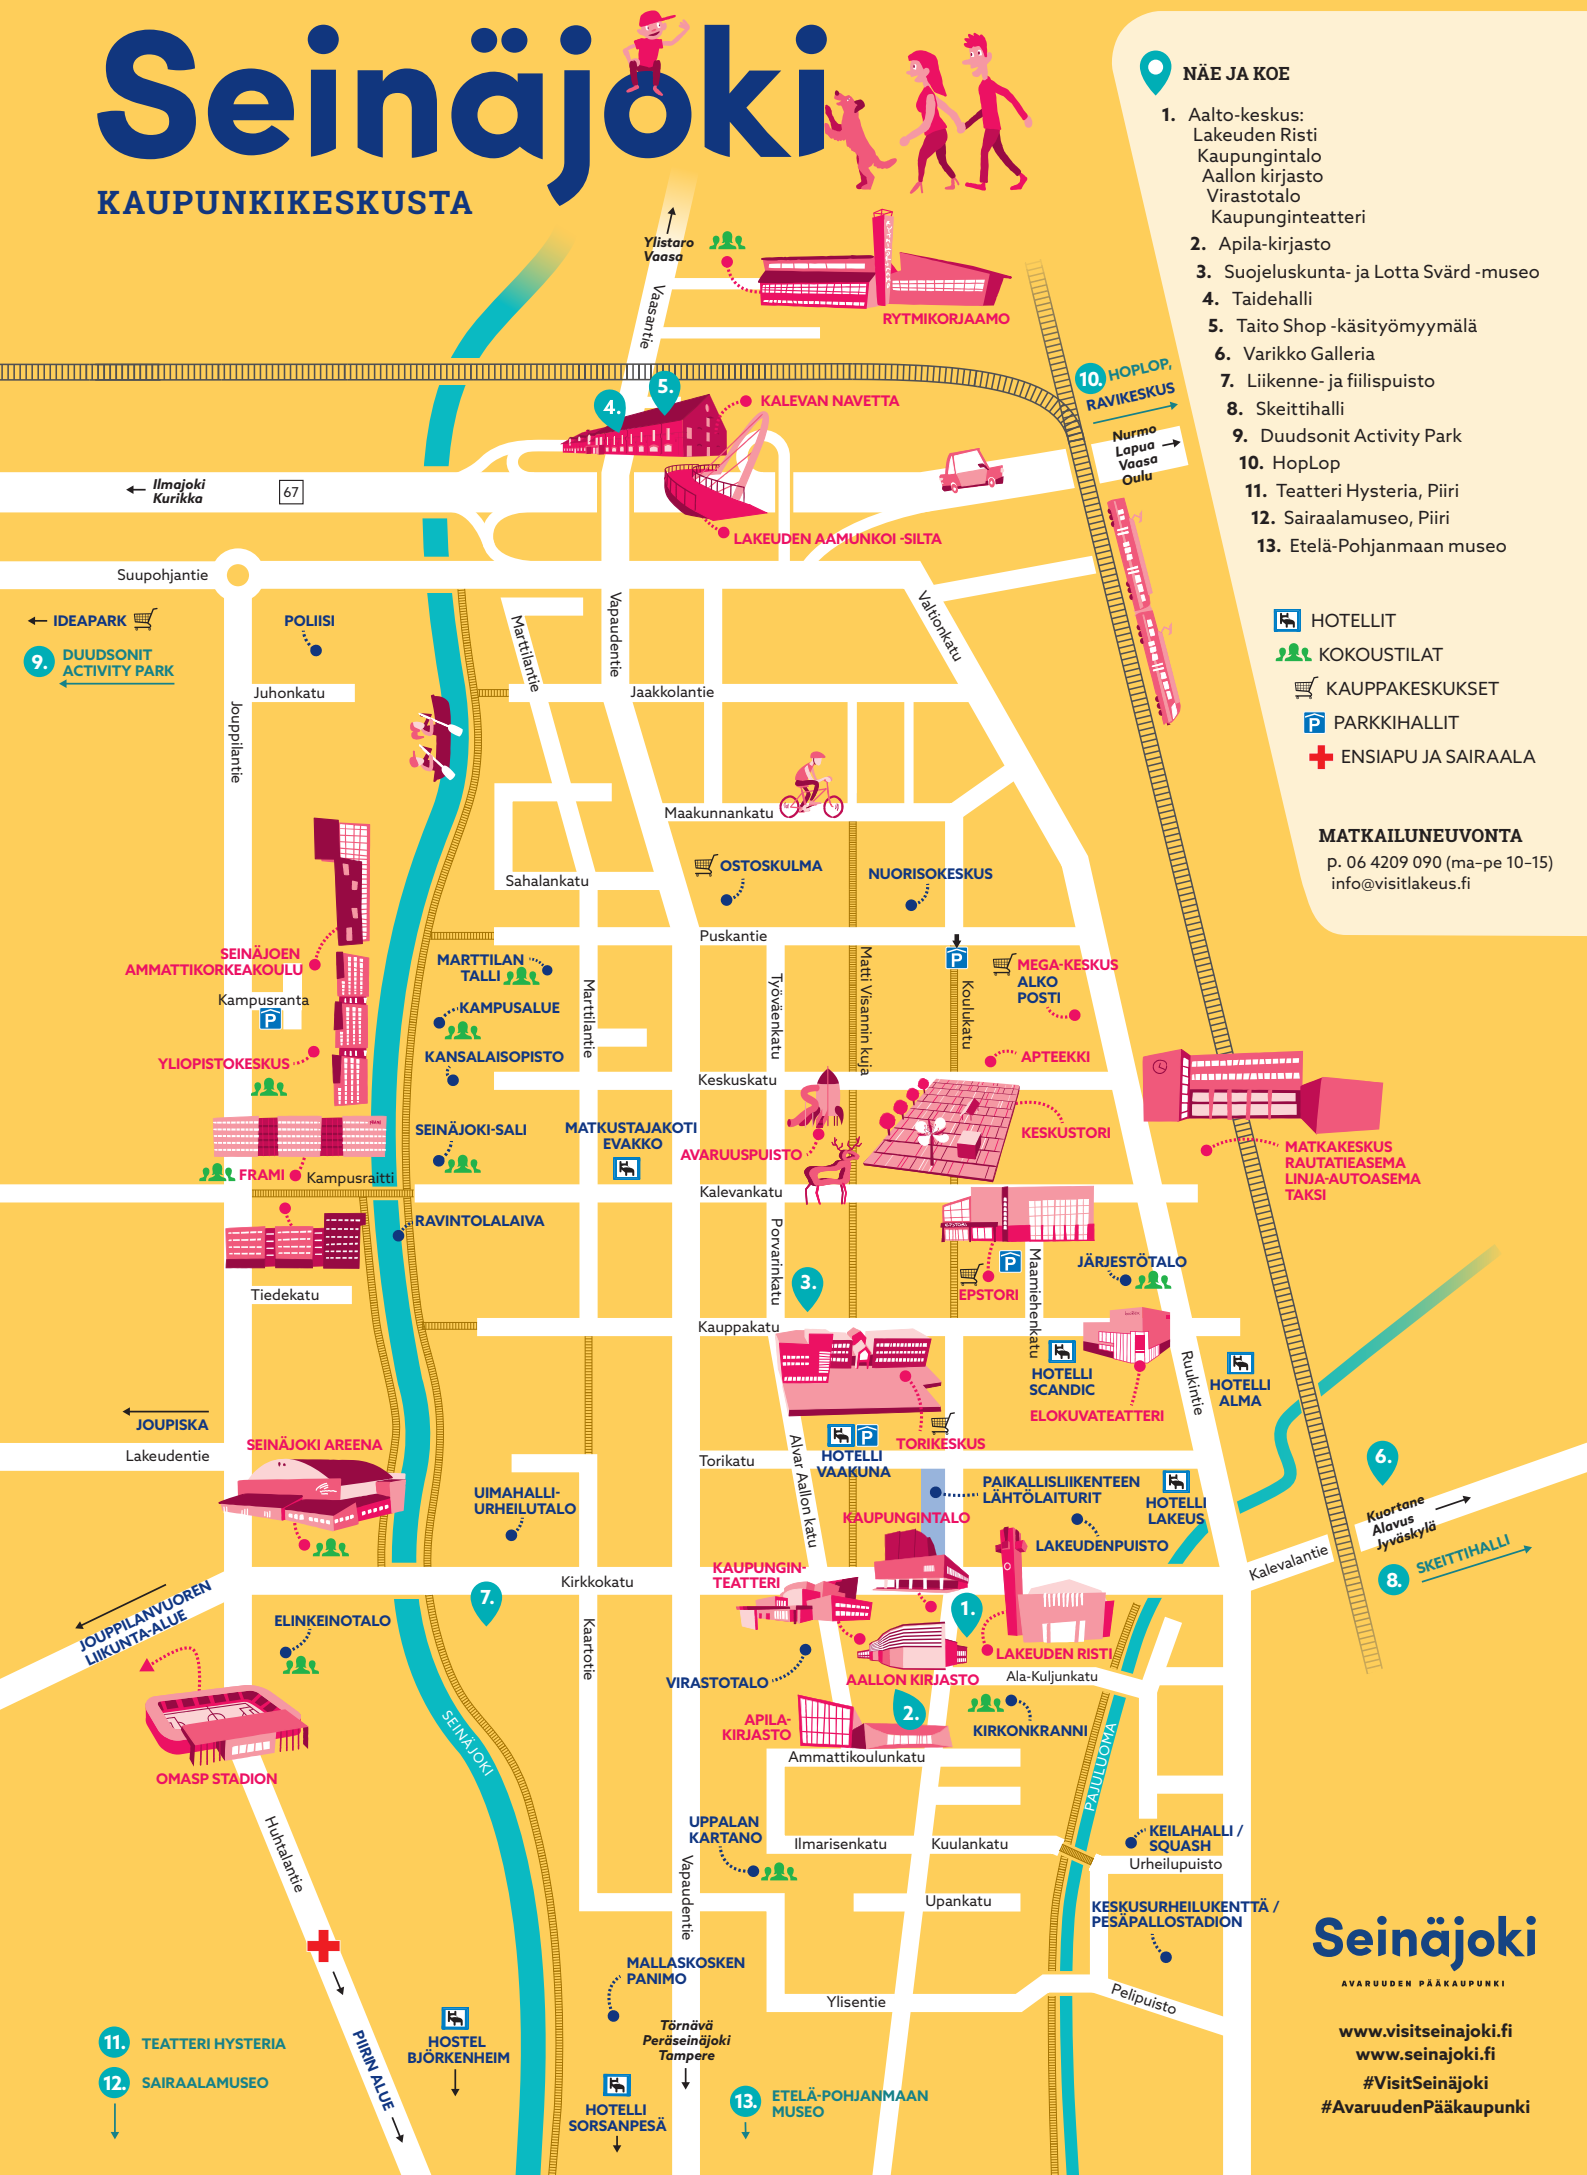 Seinäjoki
KAUPUNKIKESKUSTA
NÄE JA KOE
1. Aalto-keskus:
Lakeuden Risti
Kaupungintalo
Aallon kirjasto
Virastotalo
Kaupunginteatteri
2. Apila-kirjasto
3. Suojeluskunta- ja Lotta Svärd -museo
4. Taidehalli
5. Taito Shop -käsityömyymälä
6. Varikko Galleria
7. Liikenne- ja fiilispuisto
8. Skeittihalli
9. Duudsonit Activity Park
10. HopLop
11. Teatteri Hysteria, Piiri
12. Sairaalamuseo, Piiri
13. Etelä-Pohjanmaan museo
HOTELLIT
KOKOUSTILAT
KAUPPAKESKUKSET
P PARKKIHALLIT
ENSIAPU JA SAIRAALA
MATKAILUNEUVONTA
p. 06 4209 090 (ma–pe 10–15)
info@visitlakeus.fi
Ylistaro
Vaasa
Vaasantie
RYTMIKORJAAMO
10. HOPLOP,
RAVIKESKUS
Nurmo
Lapua
Vaasa
Oulu
4.
5.
KALEVAN NAVETTA
LAKEUDEN AAMUNKOI -SILTA
Ilmajoki
Kurikka
67
Suupohjantie
IDEAPARK
9. DUUDSONIT
ACTIVITY PARK
POLIISI
Juhonkatu
Jouppilantie
Marttilantie
Vapaudentie
Jaakkolantie
Valtionkatu
Maakunnankatu
OSTOSKULMA
NUORISOKESKUS
Sahalankatu
Puskantie
SEINÄJOEN
AMMATTIKORKEAKOULU
Kampusranta
P
YLIOPISTOKESKUS
MARTTILAN
TALLI
KAMPUSALUE
KANSALAISOPISTO
Marttilantie
Työväenkatu
Matti Visannin kuja
P
Koulukatu
MEGA-KESKUS
ALKO
POSTI
APTEEKKI
Keskuskatu
SEINÄJOKI-SALI
MATKUSTAJAKOTI
EVAKKO
AVARUUSPUISTO
KESKUSTORI
MATKAKESKUS
RAUTATIEASEMA
LINJA-AUTOASEMA
TAKSI
FRAMI
Kampusraitti
Kalevankatu
RAVINTOLALAIVA
Porvarinkatu
P
EPSTORI
Maamiehenkatu
JÄRJESTÖTALO
Tiedekatu
3.
Kauppakatu
HOTELLI
SCANDIC
ELOKUVATEATTERI
Ruukintie
HOTELLI
ALMA
JOUPISKA
Lakeudentie
SEINÄJOKI AREENA
UIMAHALLI-
URHEILUTALO
Torikatu
Alvar Aallon katu
P
HOTELLI
VAAKUNA
TORIKESKUS
PAIKALLISLIIKENTEEN
LÄHTÖLAITURIT
HOTELLI
LAKEUS
LAKEUDENPUISTO
KAUPUNGINTALO
6.
Kuortane
Alavus
Jyväskylä
8. SKEITTIHALLI
Kalevalantie
KAUPUNGIN-
TEATTERI
Kirkkokatu
7.
1.
JOUPPILANVUOREN
LIIKUNTA-ALUE
ELINKEINOTALO
Kaartotie
VIRASTOTALO
AALLON KIRJASTO
LAKEUDEN RISTI
Ala-Kuljunkatu
KIRKONKRANNI
2.
APILA-
KIRJASTO
Ammattikoulunkatu
OMASP STADION
SEINÄJOKI
PAJULUOMA
Huhtalantie
UPPALAN
KARTANO
Ilmarisenkatu
Kuulankatu
KEILAHALLI /
SQUASH
Urheilupuisto
Vapaudentie
Upankatu
KESKUSURHEILUKENTTÄ /
PESÄPALLOSTADION
MALLASKOSKEN
PANIMO
Ylisentie
Pelipuisto
Törnävä
Peräseinäjoki
Tampere
11. TEATTERI HYSTERIA
12. SAIRAALAMUSEO
PIIRIN ALUE
HOSTEL
BJÖRKENHEIM
HOTELLI
SORSANPESÄ
13. ETELÄ-POHJANMAAN
MUSEO
Seinäjoki
AVARUUDEN PÄÄKAUPUNKI
www.visitseinajoki.fi
www.seinajoki.fi
#VisitSeinäjoki
#AvaruudenPääkaupunki